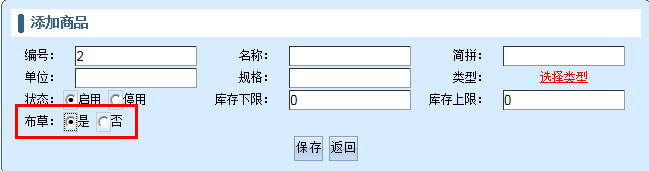 添加商品
编号： 2 名称： 简拼：
单位： 规格： 类型： 选择类型
状态： 启用 停用 库存下限： 0 库存上限： 0
布草： 是 否
保存 返回